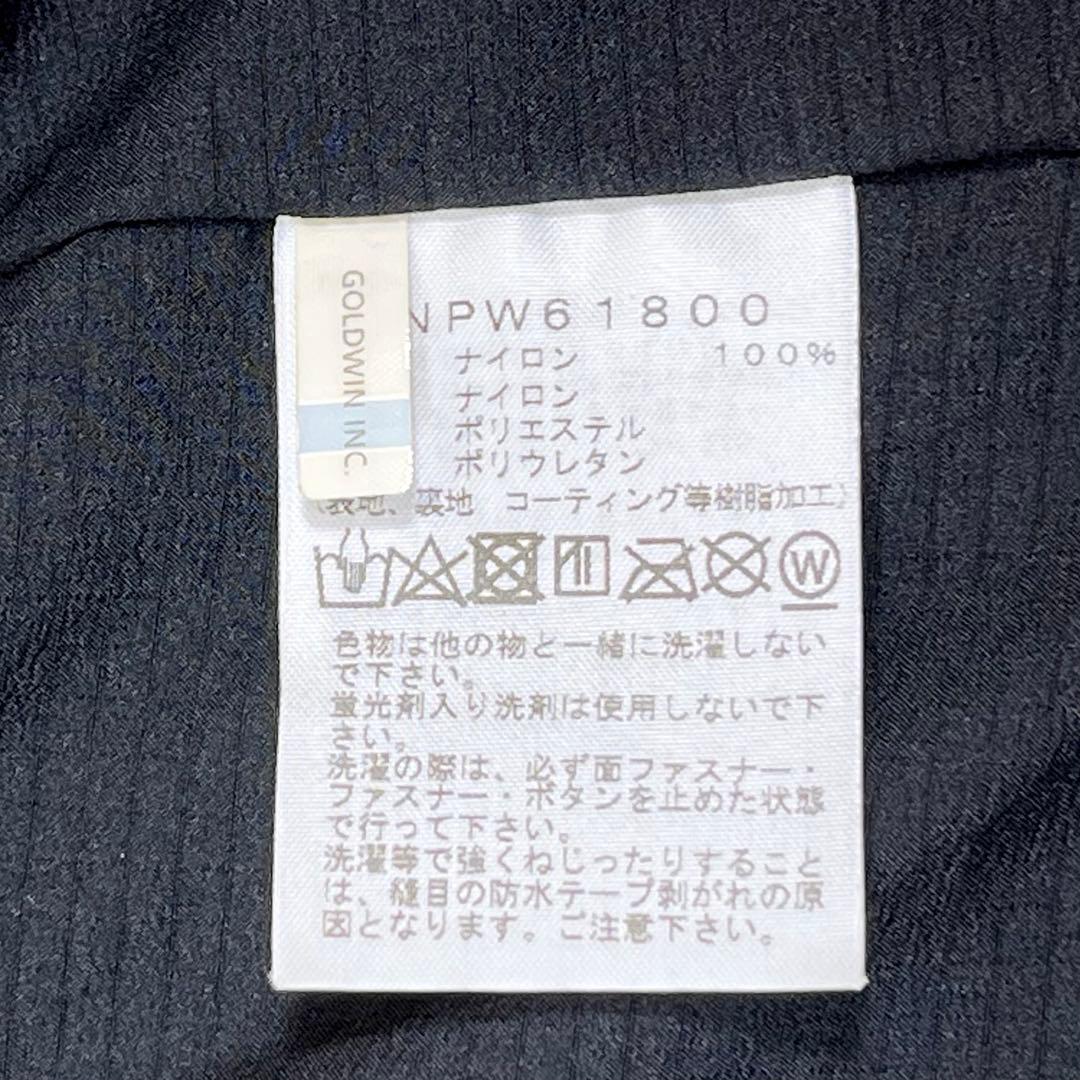 GOLDWIN INC.
NPW61800
ナイロン 100%
ナイロン
ポリエステル
ポリウレタン
(表地、裏地 コーティング等樹脂加工)
W
色物は他の物と一緒に洗濯しない
で下さい。
蛍光剤入り洗剤は使用しないで下
さい。
洗濯の際は、必ず面ファスナー・
ファスナー・ボタンを止めた状態
で行って下さい。
洗濯等で強くねじったりすること
は、縫目の防水テープ剥がれの原
因となります。ご注意下さい。